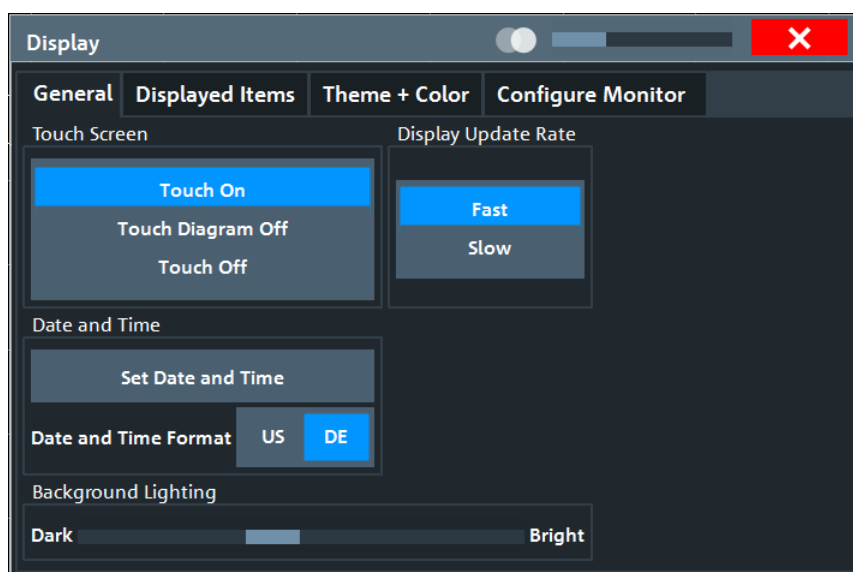 Display
General Displayed Items Theme + Color Configure Monitor
Touch Screen Display Update Rate
Touch On
Fast
Touch Diagram Off
Slow
Touch Off
Date and Time
Set Date and Time
Date and Time Format US DE
Background Lighting
Dark Bright